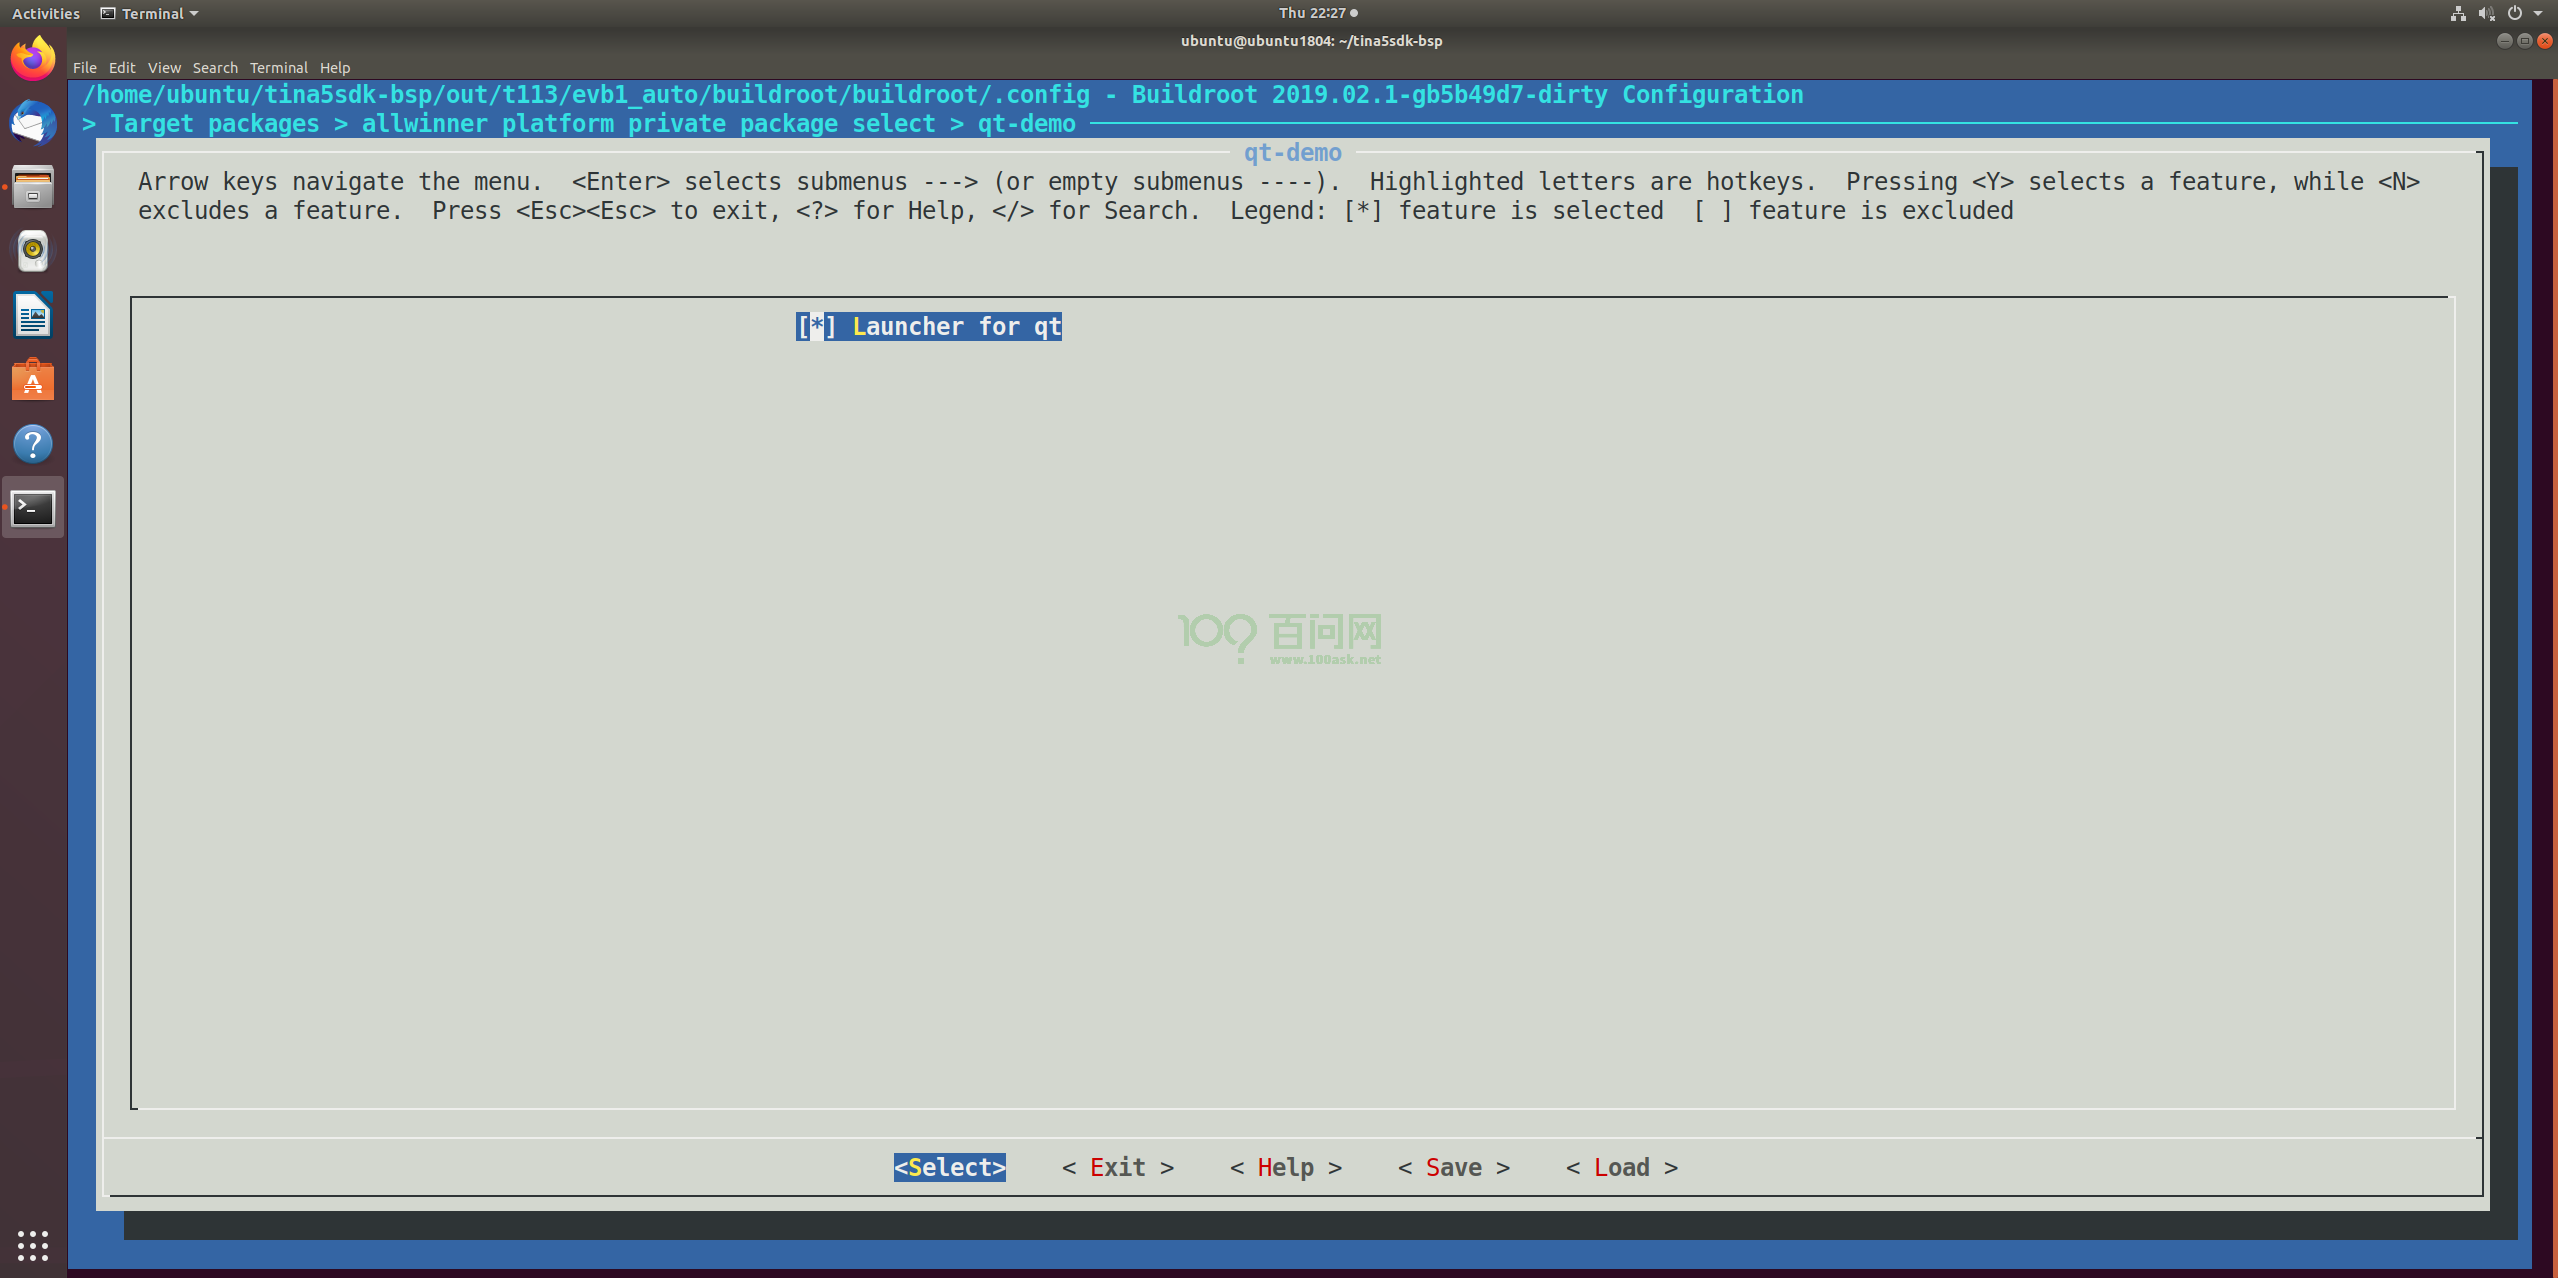 Activities Terminal Thu 22:27
ubuntu@ubuntu1804: ~/tina5sdk-bsp
File Edit View Search Terminal Help
/home/ubuntu/tina5sdk-bsp/out/t113/evb1_auto/buildroot/buildroot/.config - Buildroot 2019.02.1-gb5b49d7-dirty Configuration
> Target packages > allwinner platform private package select > qt-demo
qt-demo
Arrow keys navigate the menu.  <Enter> selects submenus ---> (or empty submenus ----).  Highlighted letters are hotkeys.  Pressing <Y> selects a feature, while <N>
excludes a feature.  Press <Esc><Esc> to exit, <?> for Help, </> for Search.  Legend: [*] feature is selected  [ ] feature is excluded
[*] Launcher for qt
100? 百问网
www.100ask.net
<Select>    < Exit >    < Help >    < Save >    < Load >